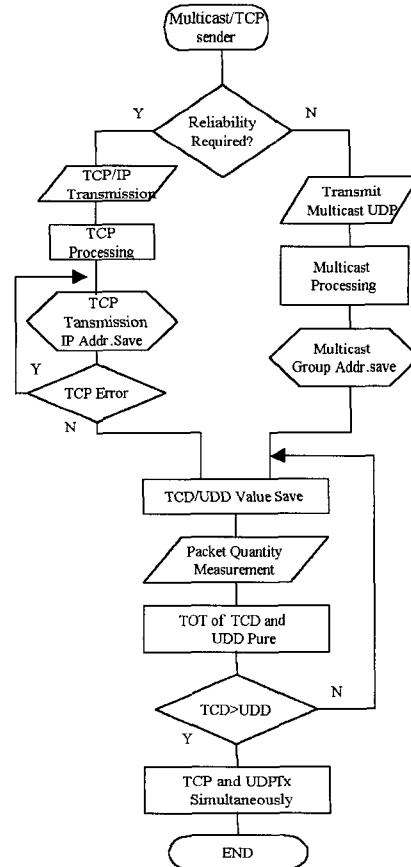 Multicast/TCP
sender
Y
N
Reliability
Required?
TCP/IP
Transmission
Transmit
Multicast UDP
TCP
Processing
Multicast
Processing
TCP
Tansmission
IP Addr.Save
Multicast
Group Addr.save
Y
TCP Error
N
TCD/UDD Value Save
Packet Quantity
Measurement
TOT of TCD and
UDD Pure
N
TCD>UDD
Y
TCP and UDPTx
Simultaneously
END